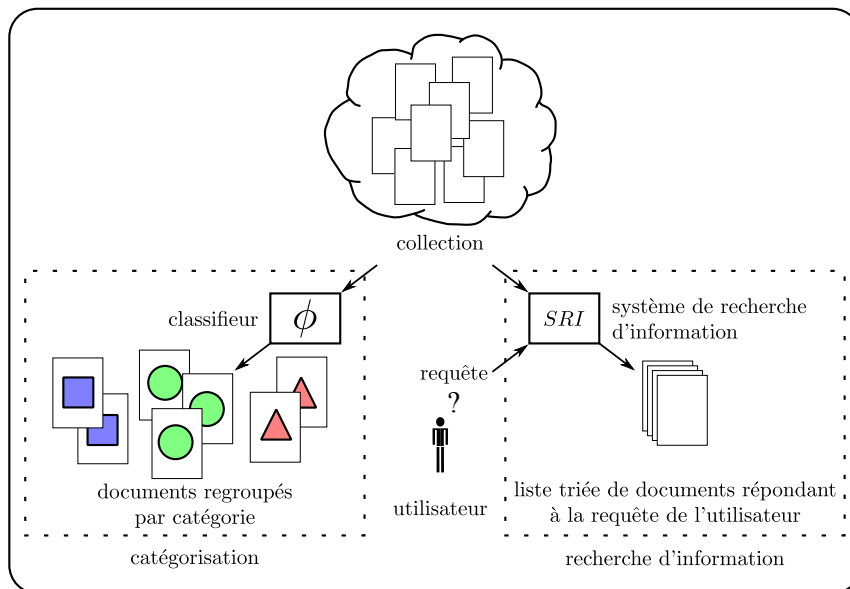 collection
classifieur
ϕ
documents regroupés
par catégorie
catégorisation
requête
?
utilisateur
SRI
système de recherche
d'information
liste triée de documents répondant
à la requête de l'utilisateur
recherche d'information